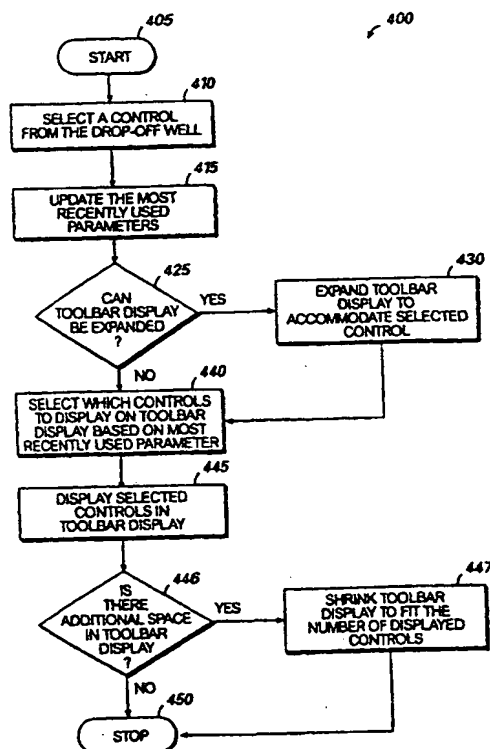 405
400
START
410
SELECT A CONTROL
FROM THE DROP-OFF WELL
415
UPDATE THE MOST
RECENTLY USED
PARAMETERS
425
CAN
TOOLBAR DISPLAY
BE EXPANDED
?
YES
430
EXPAND TOOLBAR
DISPLAY TO
ACCOMMODATE SELECTED
CONTROL
NO
440
SELECT WHICH CONTROLS
TO DISPLAY ON TOOLBAR
DISPLAY BASED ON MOST
RECENTLY USED PARAMETER
445
DISPLAY SELECTED
CONTROLS IN
TOOLBAR DISPLAY
446
IS
THERE
ADDITIONAL SPACE
IN TOOLBAR
DISPLAY
?
YES
447
SHRINK TOOLBAR
DISPLAY TO FIT THE
NUMBER OF DISPLAYED
CONTROLS
NO
450
STOP